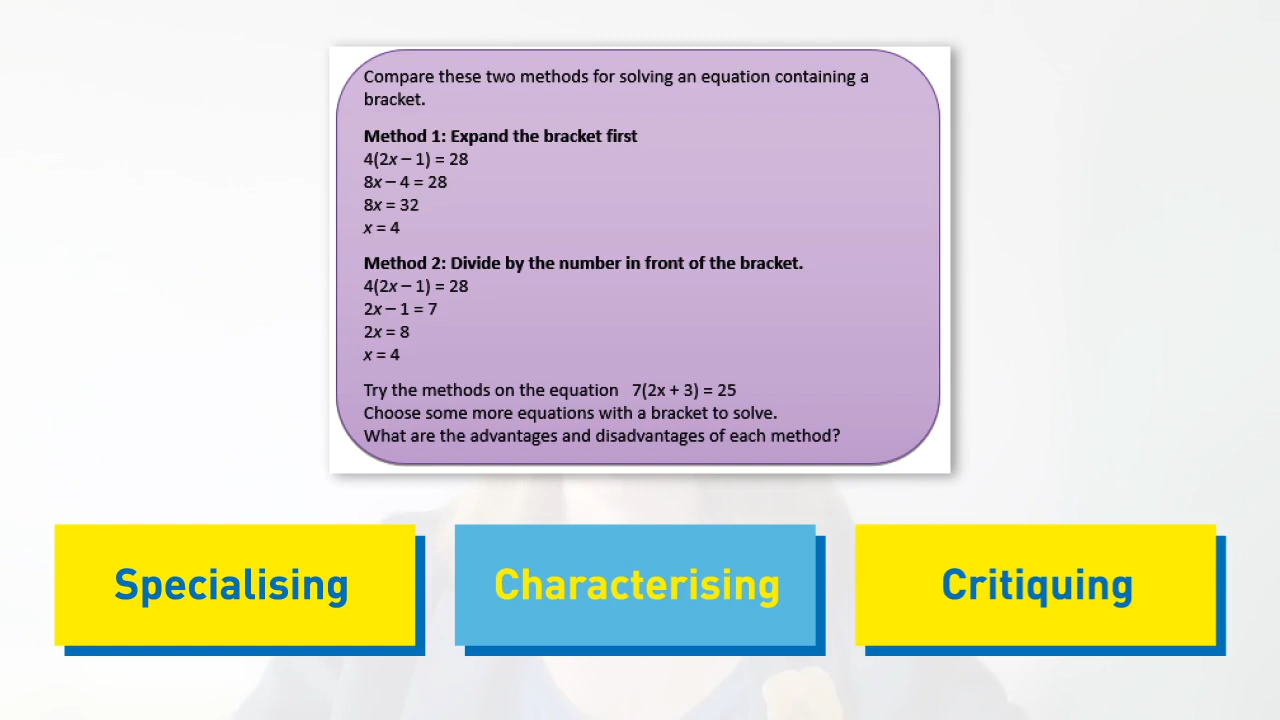 Compare these two methods for solving an equation containing a
bracket.
Method 1: Expand the bracket first
4(2x – 1) = 28
8x – 4 = 28
8x = 32
x = 4
Method 2: Divide by the number in front of the bracket.
4(2x – 1) = 28
2x – 1 = 7
2x = 8
x = 4
Try the methods on the equation   7(2x + 3) = 25
Choose some more equations with a bracket to solve.
What are the advantages and disadvantages of each method?
Specialising
Characterising
Critiquing